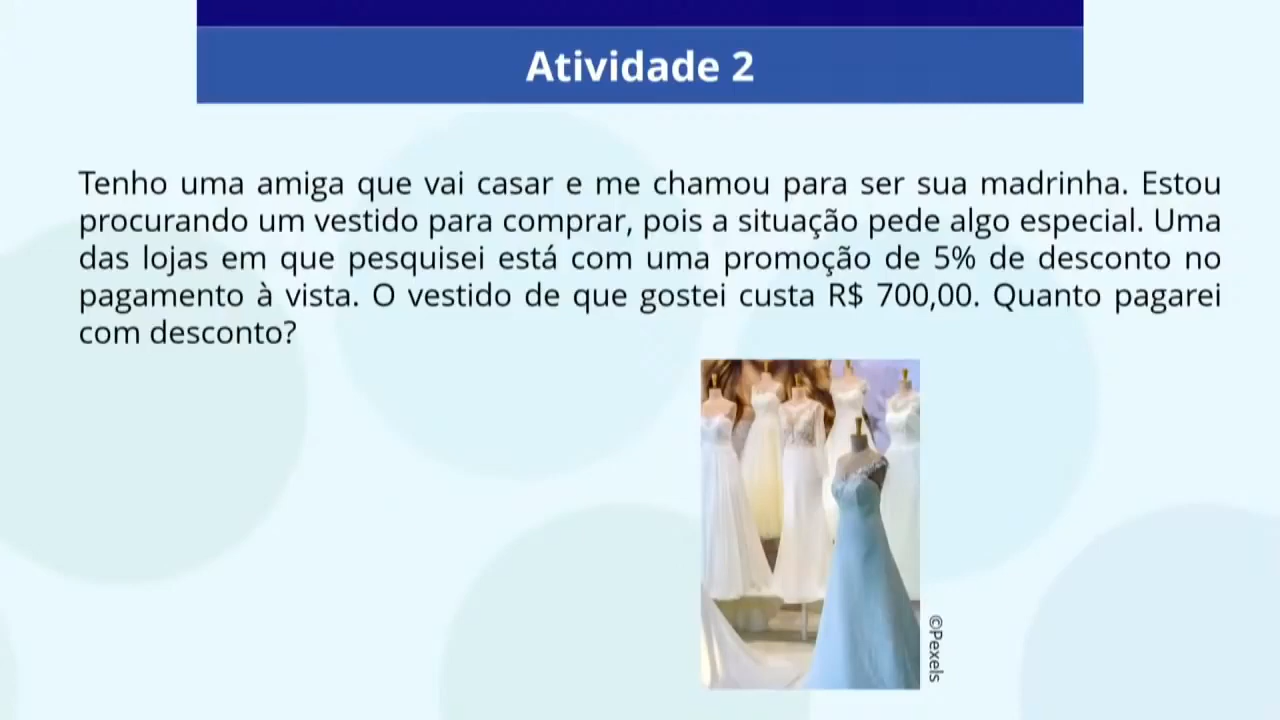 Atividade 2
Tenho uma amiga que vai casar e me chamou para ser sua madrinha. Estou
procurando um vestido para comprar, pois a situação pede algo especial. Uma
das lojas em que pesquisei está com uma promoção de 5% de desconto no
pagamento à vista. O vestido de que gostei custa R$ 700,00. Quanto pagarei
com desconto?
©Pexels